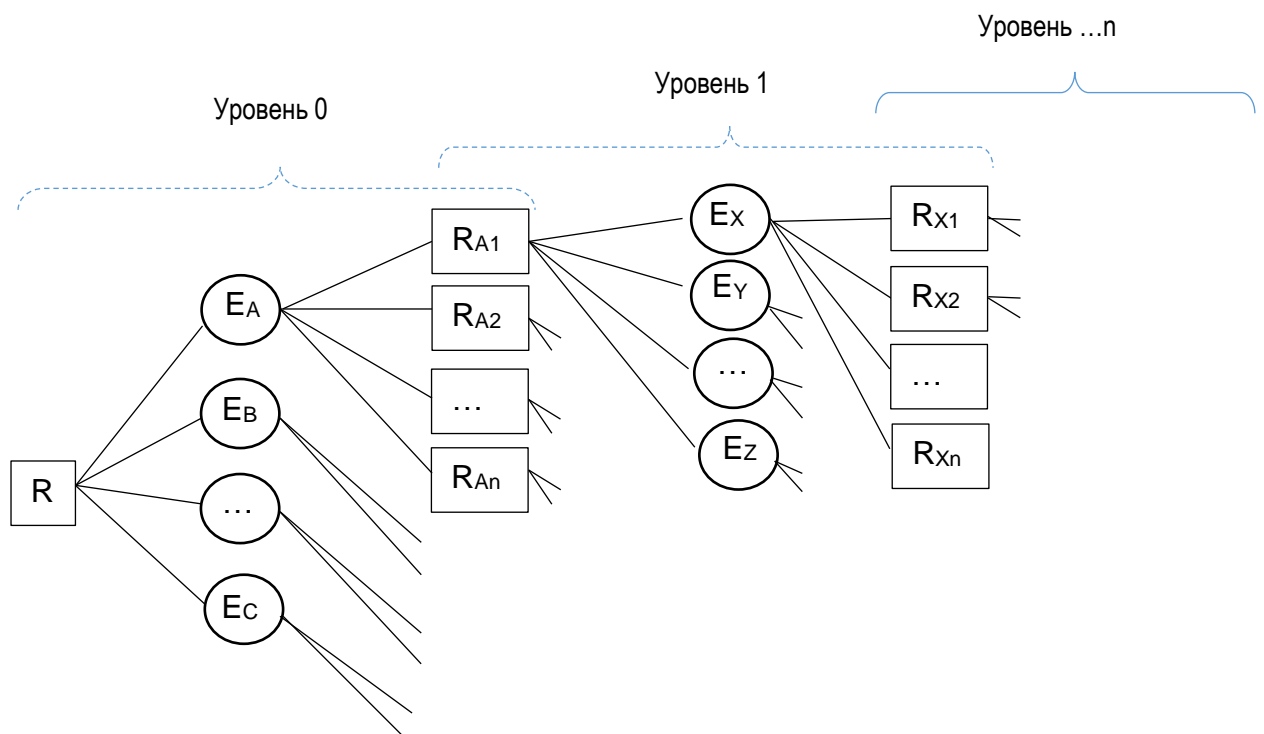 Уровень …n
Уровень 1
Уровень 0
R
EA
EB
…
EC
RA1
RA2
…
RAn
EX
EY
…
EZ
RX1
RX2
…
RXn